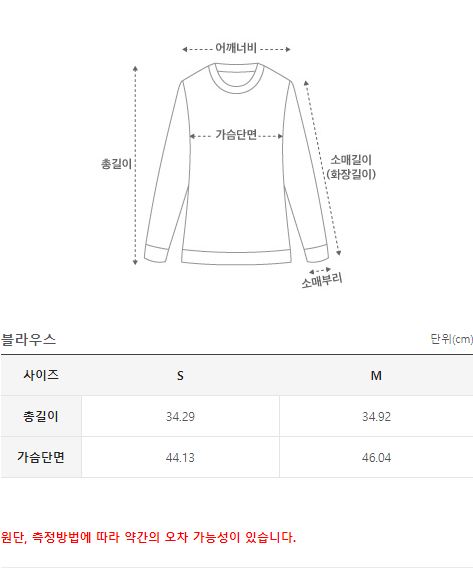 어깨너비
가슴단면
총길이
소매길이
(화장길이)
소매부리
블라우스 단위(cm)
사이즈 S M
총길이 34.29 34.92
가슴단면 44.13 46.04
원단, 측정방법에 따라 약간의 오차 가능성이 있습니다.